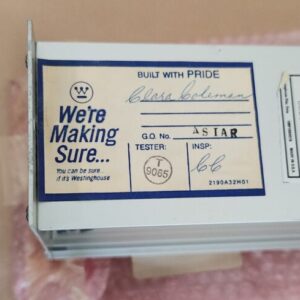 We're
Making
Sure...
You can be sure
if it's Westinghouse
BUILT WITH PRIDE
Clara Coleman
G.O. No. ASIAR
TESTER:
T
9065
INSP:
CC
2190A32H01